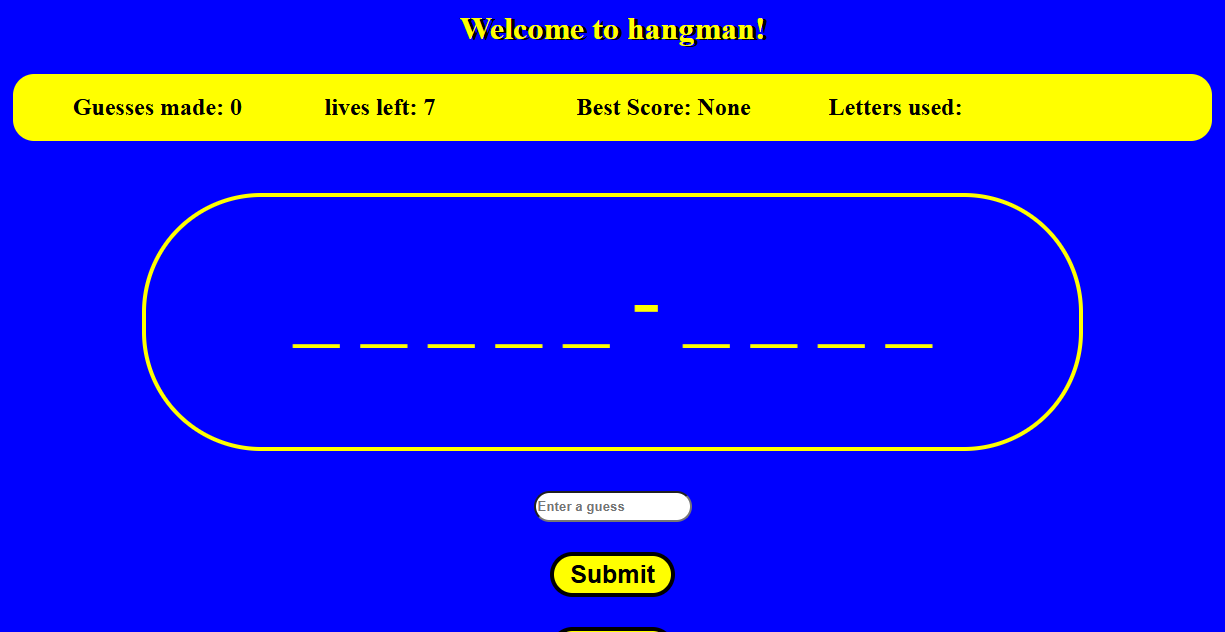 Welcome to hangman!
Guesses made: 0 lives left: 7 Best Score: None Letters used:
_ _ _ _ _ - _ _ _ _
Enter a guess
Submit